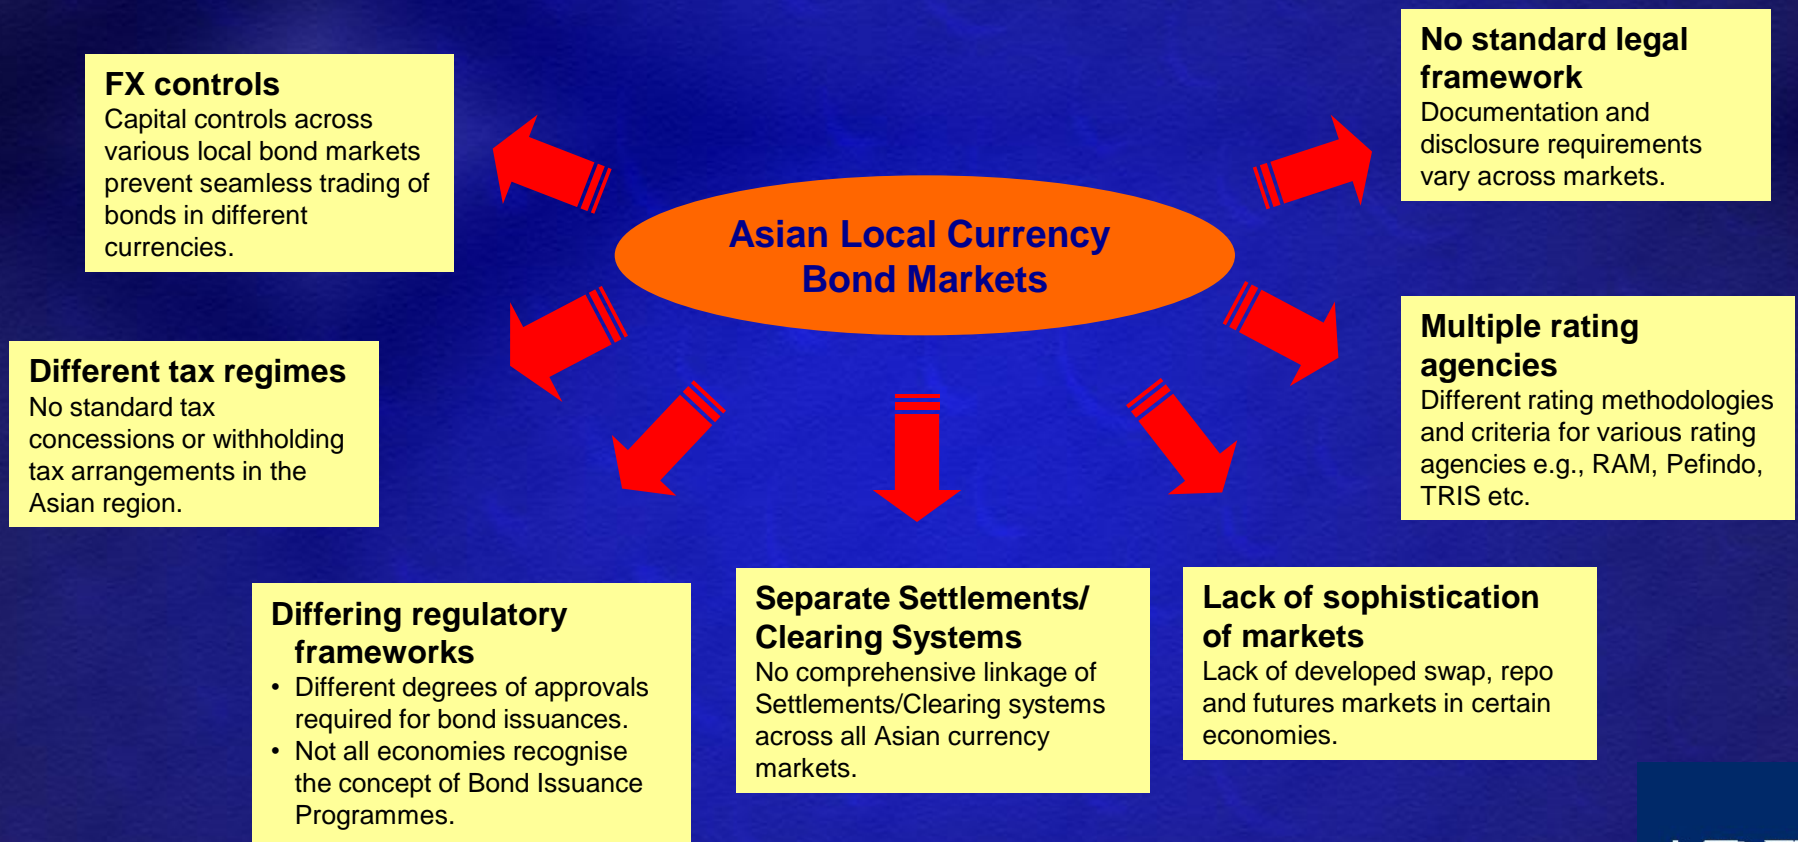 FX controls
Capital controls across
various local bond markets
prevent seamless trading of
bonds in different
currencies.
No standard legal
framework
Documentation and
disclosure requirements
vary across markets.
Asian Local Currency
Bond Markets
Different tax regimes
No standard tax
concessions or withholding
tax arrangements in the
Asian region.
Multiple rating
agencies
Different rating methodologies
and criteria for various rating
agencies e.g., RAM, Pefindo,
TRIS etc.
Differing regulatory
frameworks
• Different degrees of approvals
required for bond issuances.
• Not all economies recognise
the concept of Bond Issuance
Programmes.
Separate Settlements/
Clearing Systems
No comprehensive linkage of
Settlements/Clearing systems
across all Asian currency
markets.
Lack of sophistication
of markets
Lack of developed swap, repo
and futures markets in certain
economies.